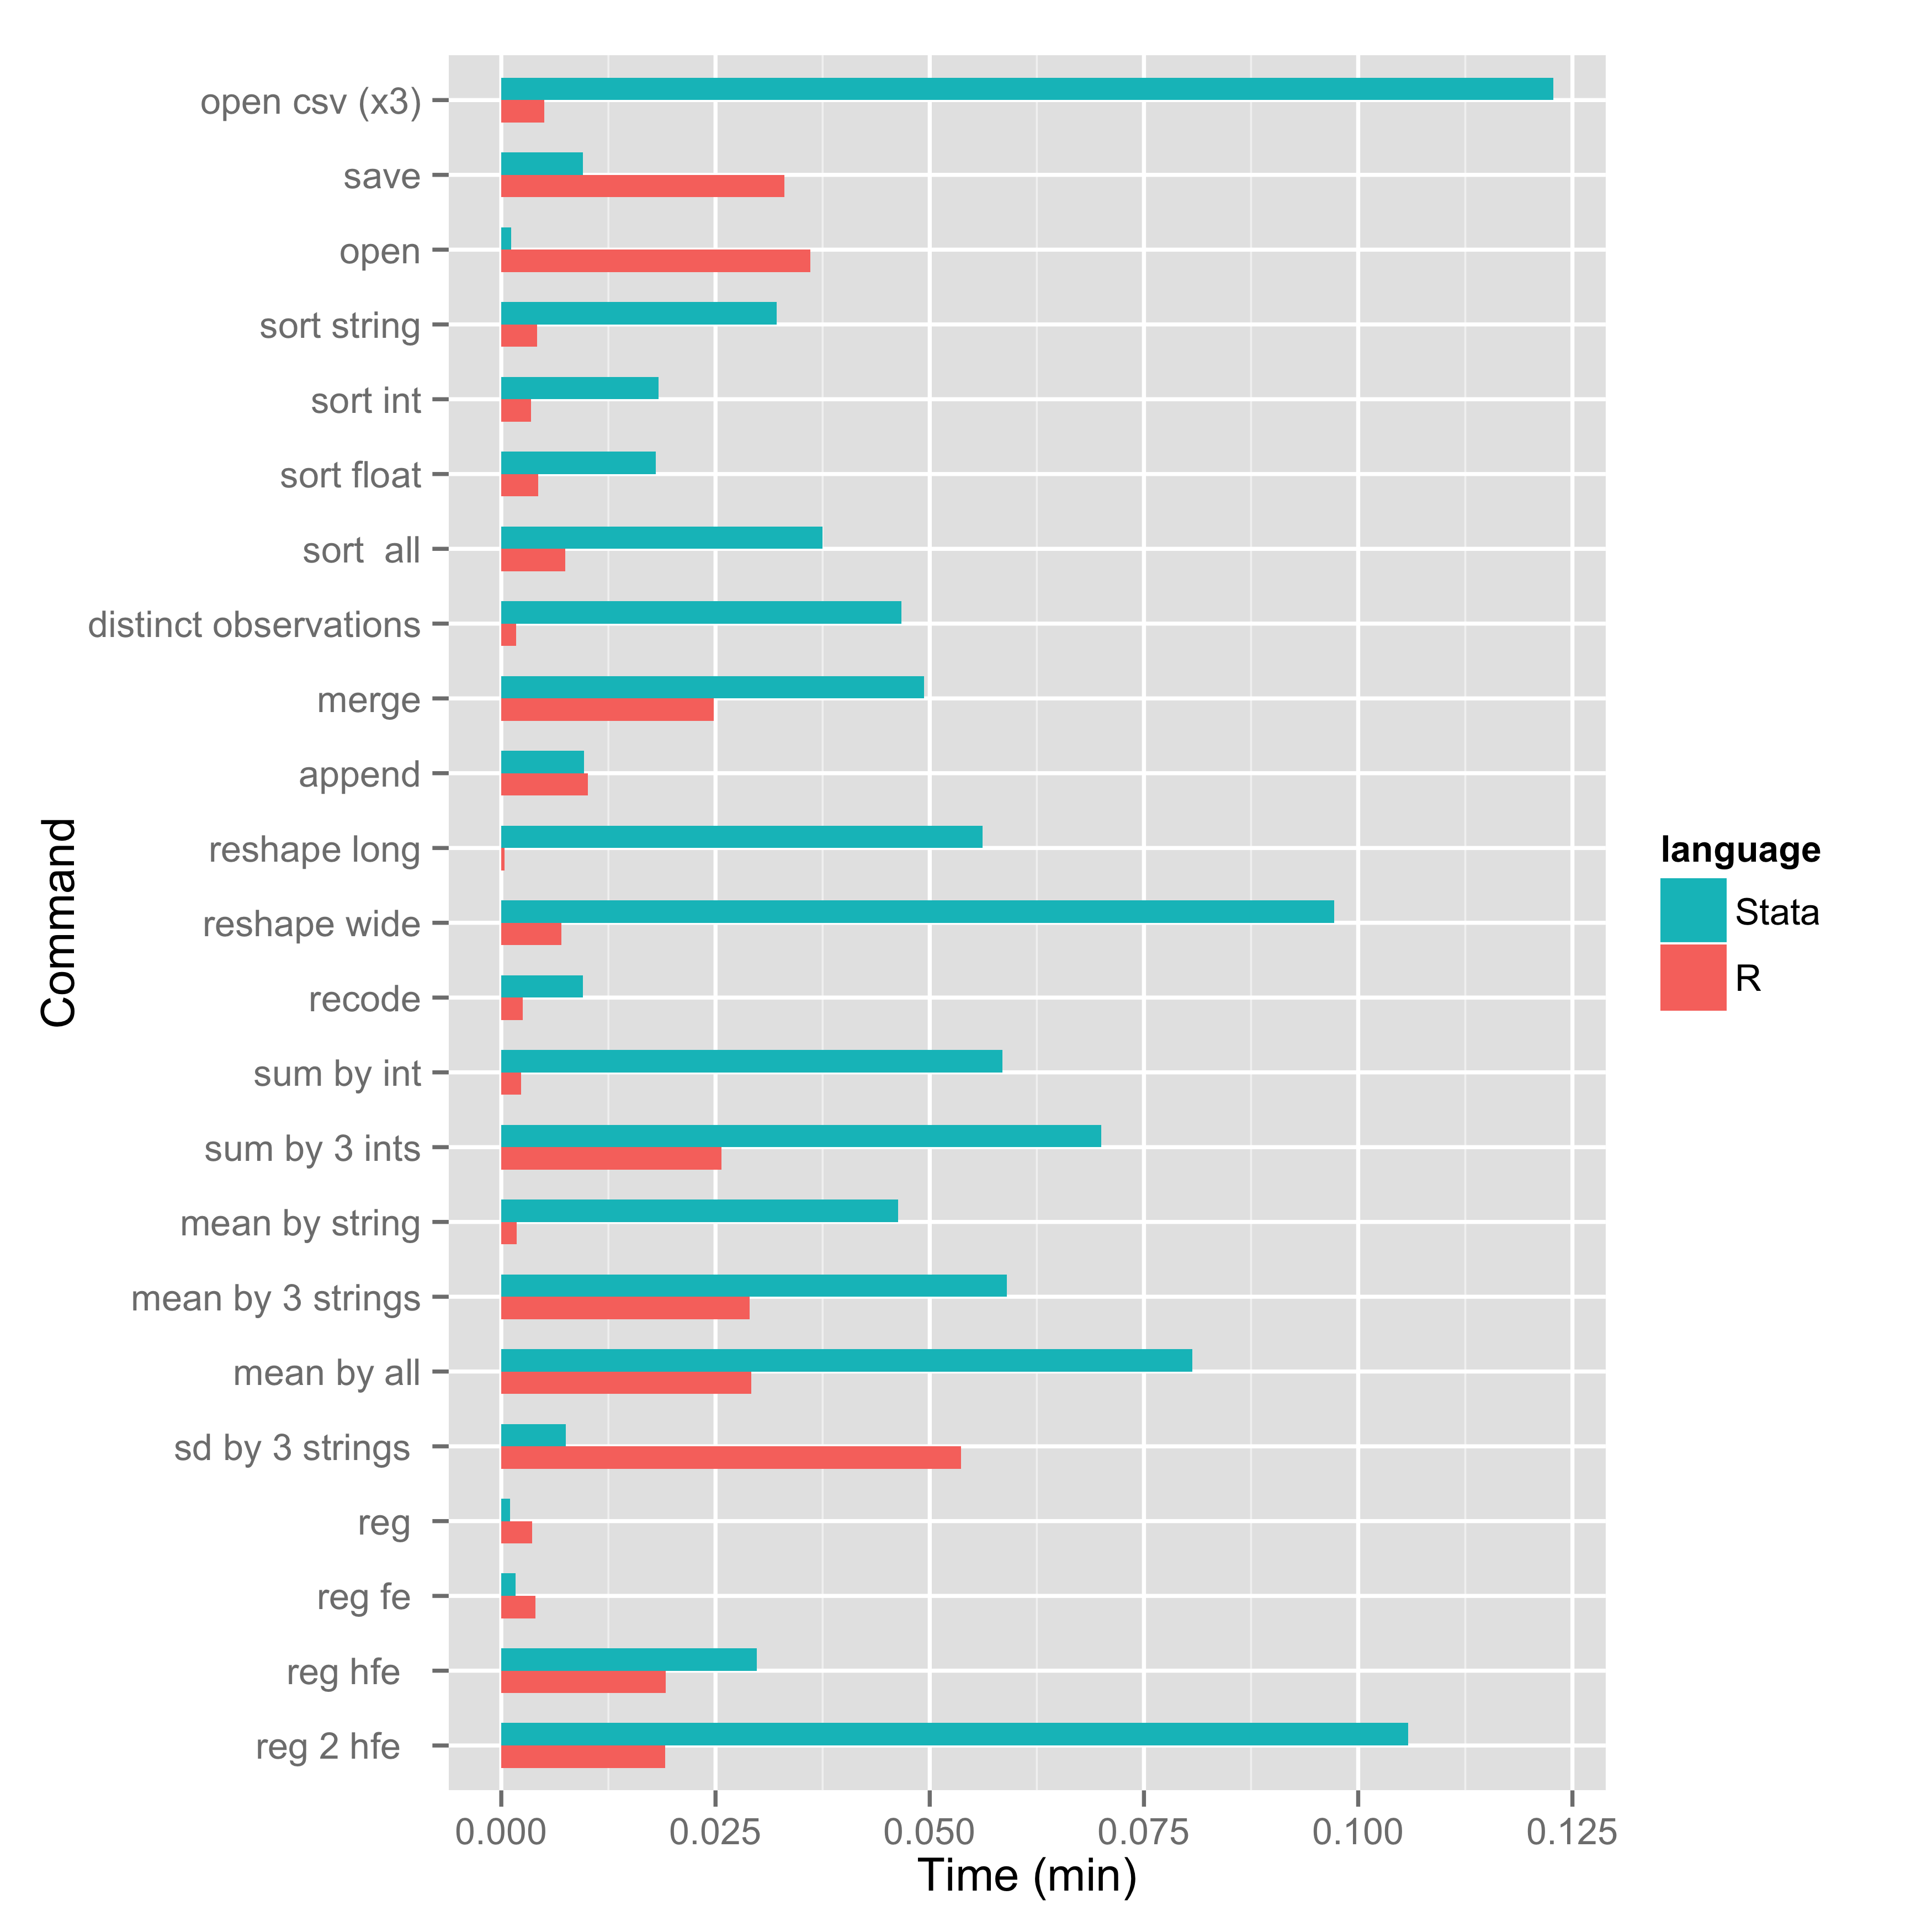 open csv (x3)
save
open
sort string
sort int
sort float
sort  all
distinct observations
merge
append
reshape long
reshape wide
recode
sum by int
sum by 3 ints
mean by string
mean by 3 strings
mean by all
sd by 3 strings
reg
reg fe
reg hfe
reg 2 hfe
Command
0.000 0.025 0.050 0.075 0.100 0.125
Time (min)
language
Stata
R